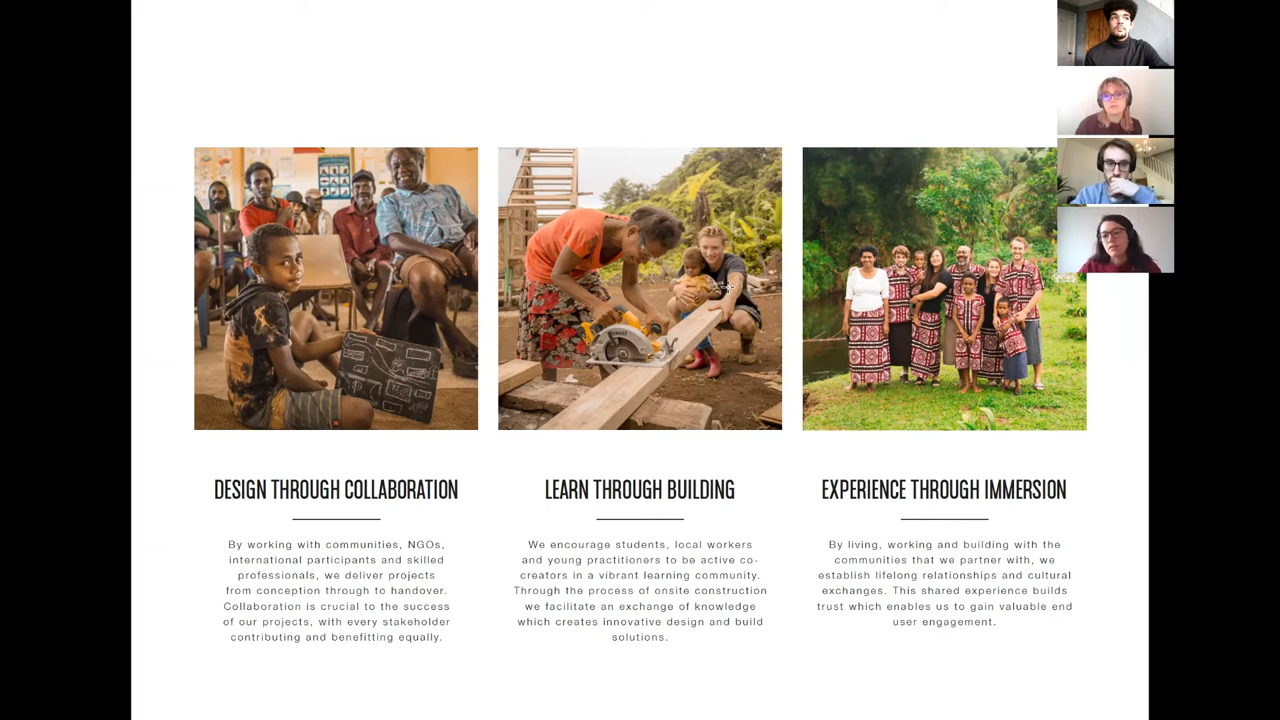 DESIGN THROUGH COLLABORATION
By working with communities, NGOs,
international participants and skilled
professionals, we deliver projects
from conception through to handover.
Collaboration is crucial to the success
of our projects, with every stakeholder
contributing and benefitting equally.
LEARN THROUGH BUILDING
We encourage students, local workers
and young practitioners to be active co-
creators in a vibrant learning community.
Through the process of onsite construction
we facilitate an exchange of knowledge
which creates innovative design and build
solutions.
EXPERIENCE THROUGH IMMERSION
By living, working and building with the
communities that we partner with, we
establish lifelong relationships and cultural
exchanges. This shared experience builds
trust which enables us to gain valuable end
user engagement.